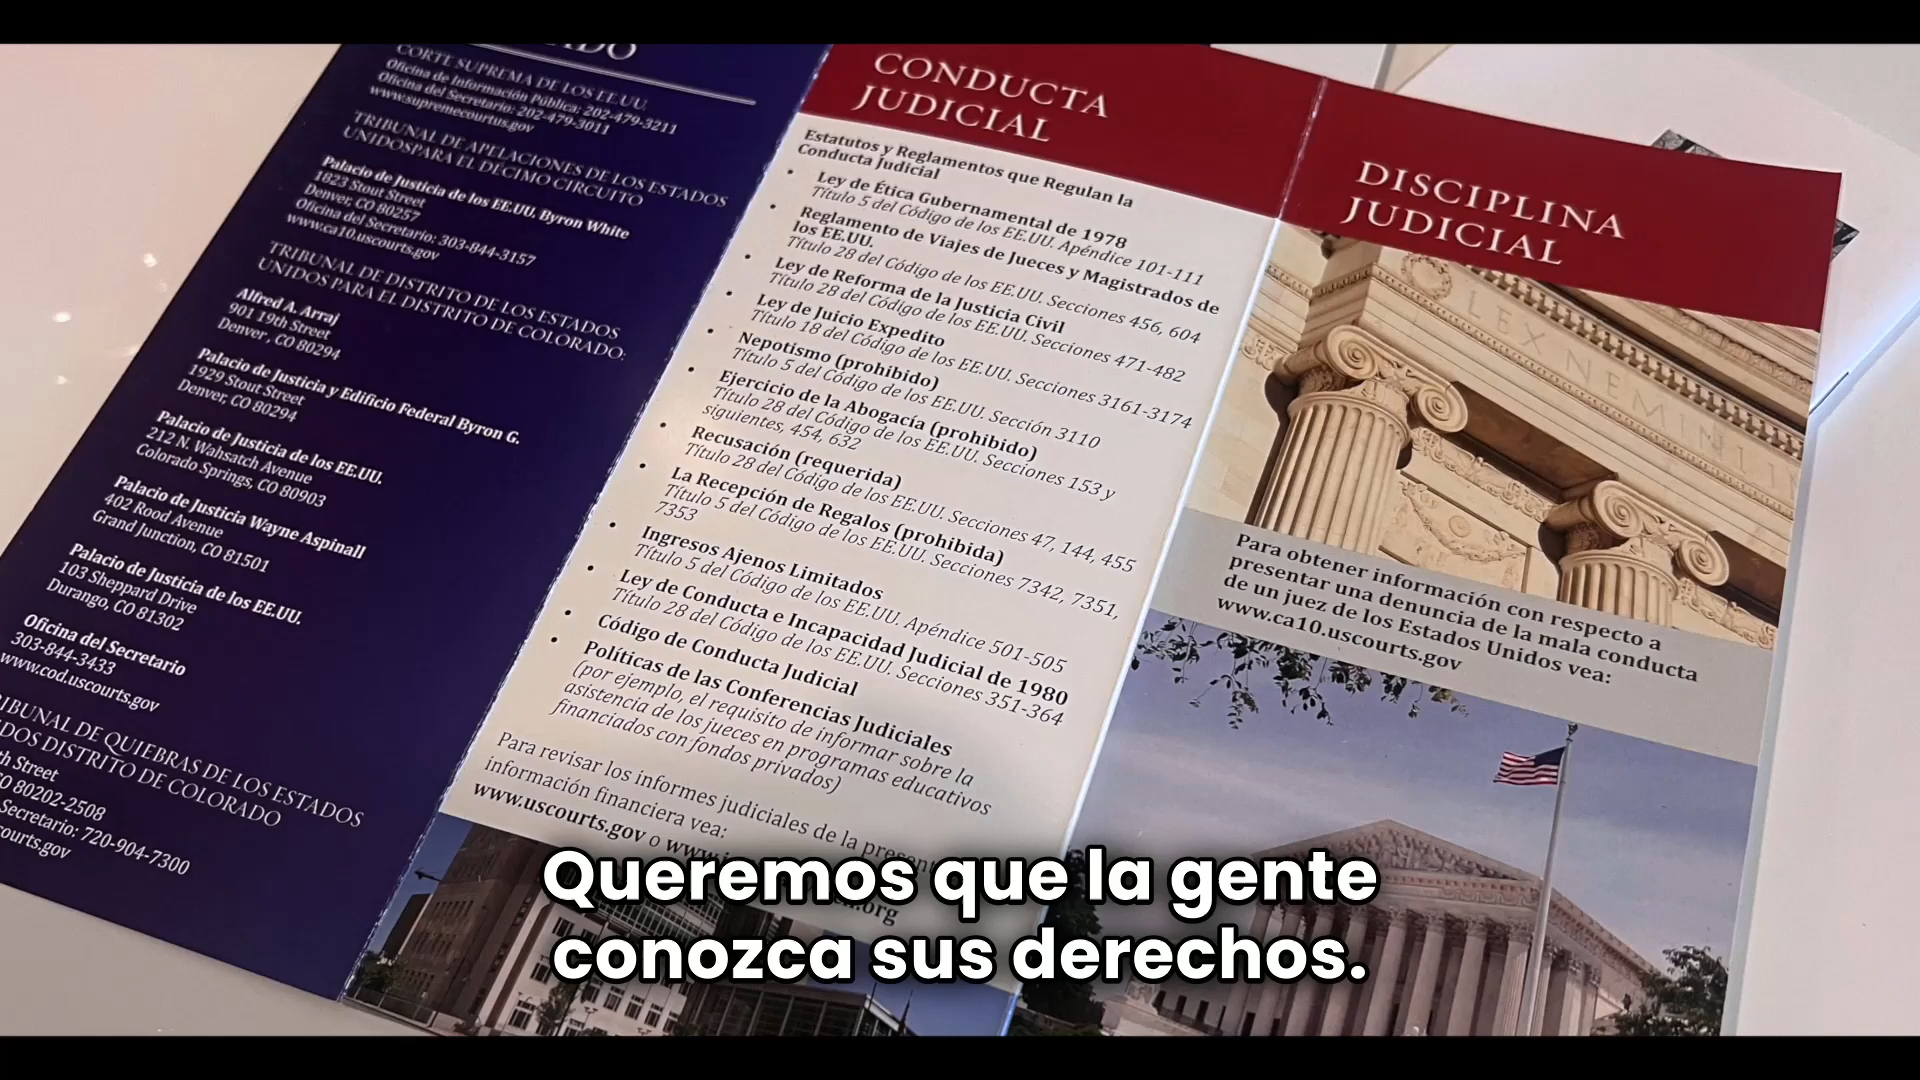 CORTE SUPREMA DE LOS EE.UU.
Oficina de Información Pública: 202-479-3211
Oficina del Secretario: 202-479-3011
www.supremecourtus.gov
TRIBUNAL DE APELACIONES DE LOS ESTADOS
UNIDOSPARA EL DÉCIMO CIRCUITO
Palacio de Justicia de los EE.UU. Byron White
1823 Stout Street
Denver, CO 80257
Oficina del Secretario: 303-844-3157
www.ca10.uscourts.gov
TRIBUNAL DE DISTRITO DE LOS ESTADOS
UNIDOS PARA EL DISTRITO DE COLORADO:
Alfred A. Arraj
901 19th Street
Denver, CO 80294
Palacio de Justicia y Edificio Federal Byron G.
1929 Stout Street
Denver, CO 80294
Palacio de Justicia de los EE.UU.
212 N. Wahsatch Avenue
Colorado Springs, CO 80903
Palacio de Justicia Wayne Aspinall
402 Rood Avenue
Grand Junction, CO 81501
Palacio de Justicia de los EE.UU.
103 Sheppard Drive
Durango, CO 81302
Oficina del Secretario
303-844-3433
www.cod.uscourts.gov
DE QUIEBRAS DE LOS ESTADOS
DISTRITO DE COLORADO
Street
80202-2508
Secretario: 720-904-7300
CONDUCTA
JUDICIAL
Estatutos y Reglamentos que Regulan la
Conducta Judicial
• Ley de Ética Gubernamental de 1978
Título 5 del Código de los EE.UU. Apéndice 101-111
• Reglamento de Viajes de Jueces y Magistrados de
los EE.UU.
Título 28 del Código de los EE.UU. Secciones 456, 604
• Ley de Reforma de la Justicia Civil
Título 28 del Código de los EE.UU. Secciones 471-482
• Ley de Juicio Expedito
Título 18 del Código de los EE.UU. Secciones 3161-3174
• Nepotismo (prohibido)
Título 5 del Código de los EE.UU. Sección 3110
• Ejercicio de la Abogacía (prohibido)
Título 28 del Código de los EE.UU. Secciones 153 y
siguientes, 454, 632
• Recusación (requerida)
Título 28 del Código de los EE.UU. Secciones 47, 144, 455
• La Recepción de Regalos (prohibida)
Título 5 del Código de los EE.UU. Secciones 7342, 7351,
7353
• Ingresos Ajenos Limitados
Título 5 del Código de los EE.UU. Apéndice 501-505
• Ley de Conducta e Incapacidad Judicial de 1980
Título 28 del Código de los EE.UU. Secciones 351-364
• Código de Conducta Judicial
• Políticas de las Conferencias Judiciales
(por ejemplo, el requisito de informar sobre la
asistencia de los jueces en programas educativos
financiados con fondos privados)
Para revisar los informes judiciales de la
información financiera vea:
www.uscourts.gov o
DISCIPLINA
JUDICIAL
LEX NEMINI
Para obtener información con respecto a
presentar una denuncia de la mala conducta
de un juez de los Estados Unidos vea:
www.ca10.uscourts.gov
Queremos que la gente
conozca sus derechos.